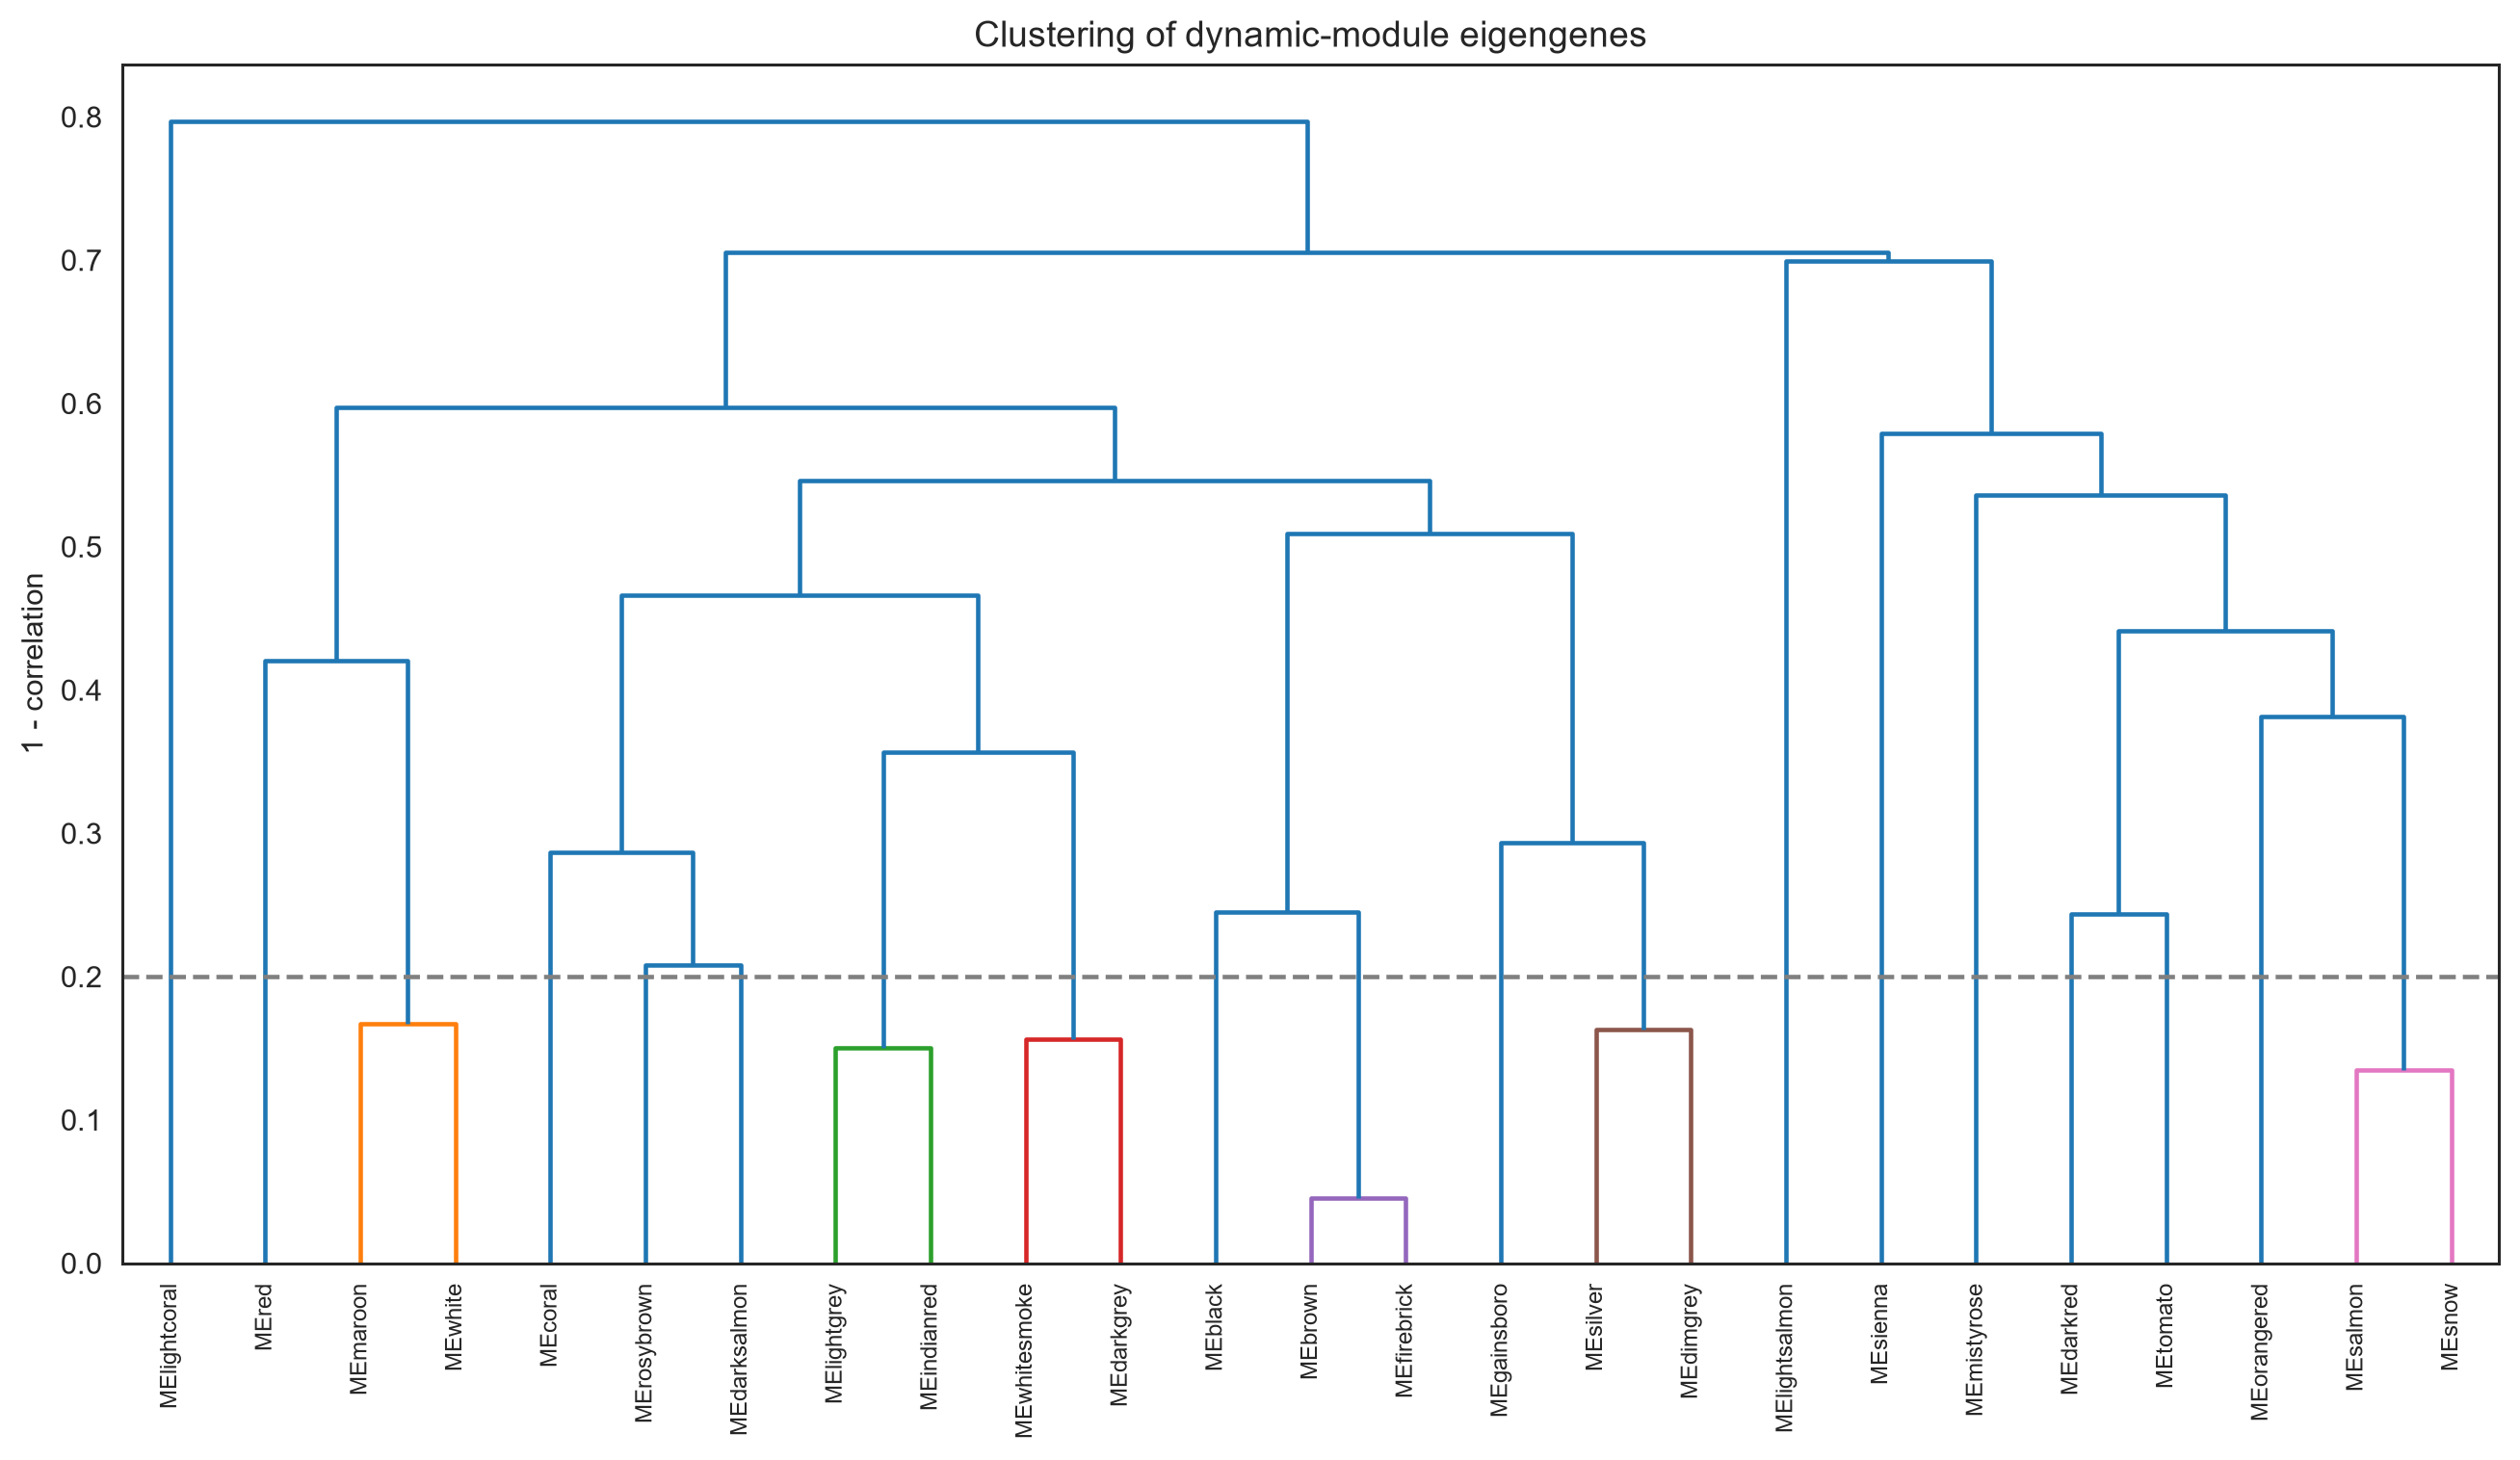 Clustering of dynamic-module eigengenes
1 - correlation
0.8
0.7
0.6
0.5
0.4
0.3
0.2
0.1
0.0
MElightcoral
MEred
MEmaroon
MEwhite
MEcoral
MErosybrown
MEdarksalmon
MElightgrey
MEindianred
MEwhitesmoke
MEdarkgrey
MEblack
MEbrown
MEfirebrick
MEgainsboro
MEsilver
MEdimgrey
MElightsalmon
MEsienna
MEmistyrose
MEdarkred
MEtomato
MEorangered
MEsalmon
MEsnow